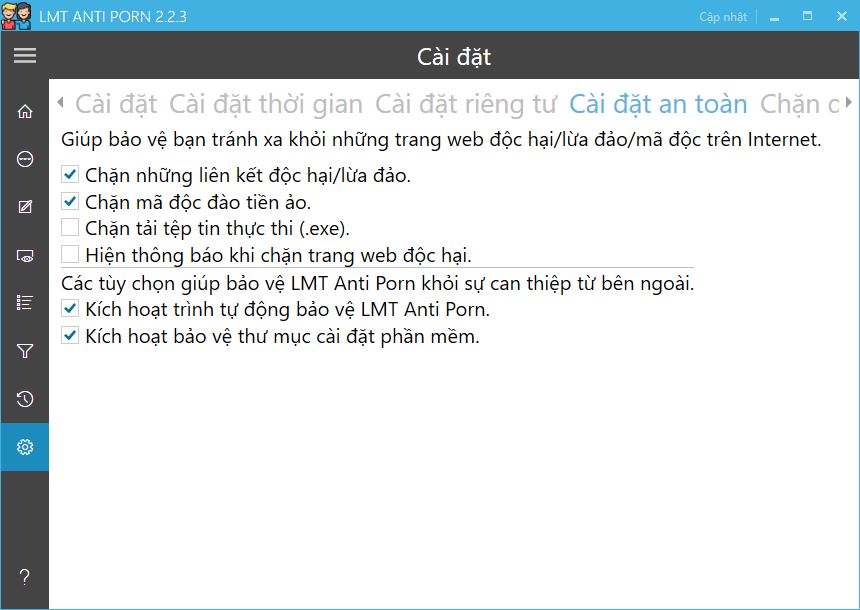 LMT ANTI PORN 2.2.3
Cập nhật
Cài đặt
Cài đặt Cài đặt thời gian Cài đặt riêng tư Cài đặt an toàn Chặn
Giúp bảo vệ bạn tránh xa khỏi những trang web độc hại/lừa đảo/mã độc trên Internet.
Chặn những liên kết độc hại/lừa đảo.
Chặn mã độc đào tiền ảo.
Chặn tải tệp tin thực thi (.exe).
Hiện thông báo khi chặn trang web độc hại.
Các tùy chọn giúp bảo vệ LMT Anti Porn khỏi sự can thiệp từ bên ngoài.
Kích hoạt trình tự động bảo vệ LMT Anti Porn.
Kích hoạt bảo vệ thư mục cài đặt phần mềm.
?